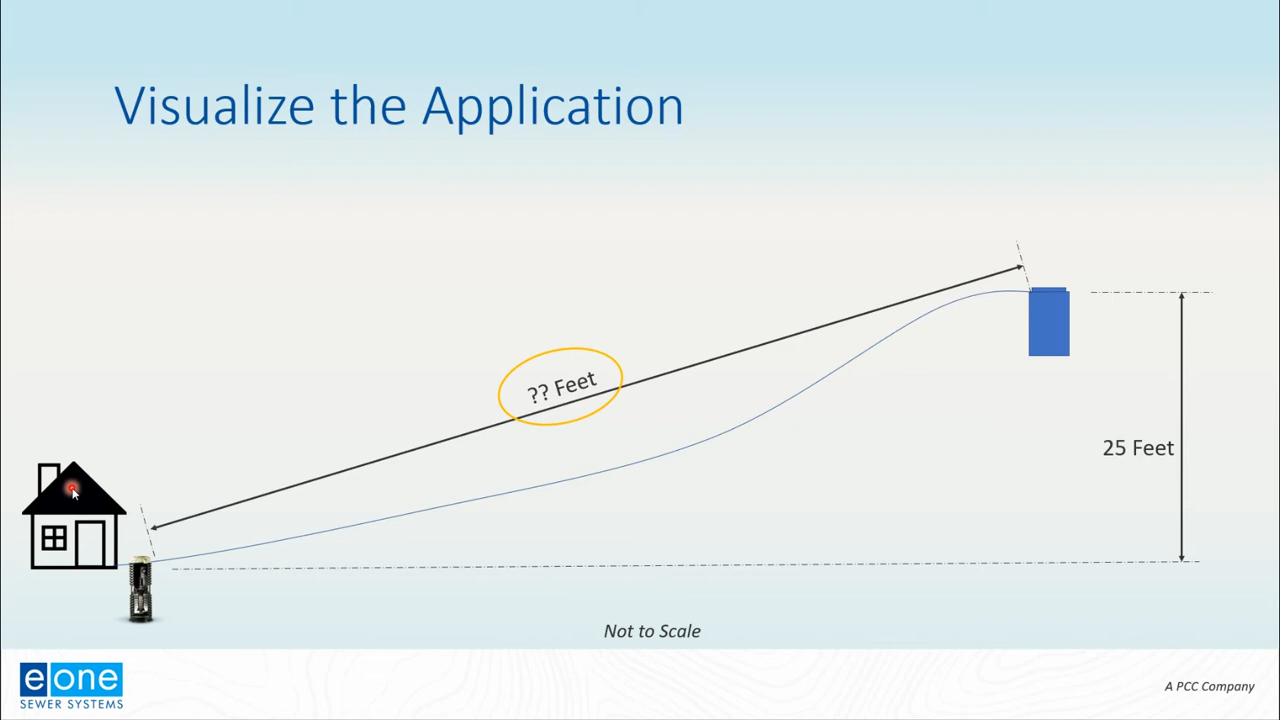 Visualize the Application
?? Feet
25 Feet
Not to Scale
eone
SEWER SYSTEMS
A PCC Company